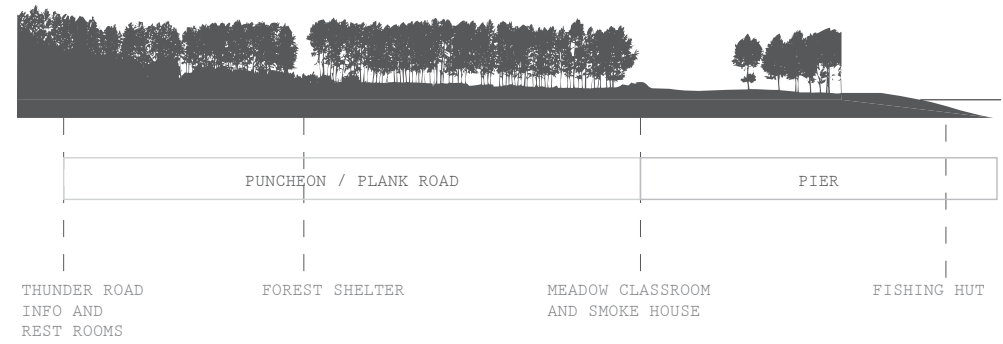 PUNCHEON / PLANK ROAD
PIER
THUNDER ROAD
INFO AND
REST ROOMS
FOREST SHELTER
MEADOW CLASSROOM
AND SMOKE HOUSE
FISHING HUT